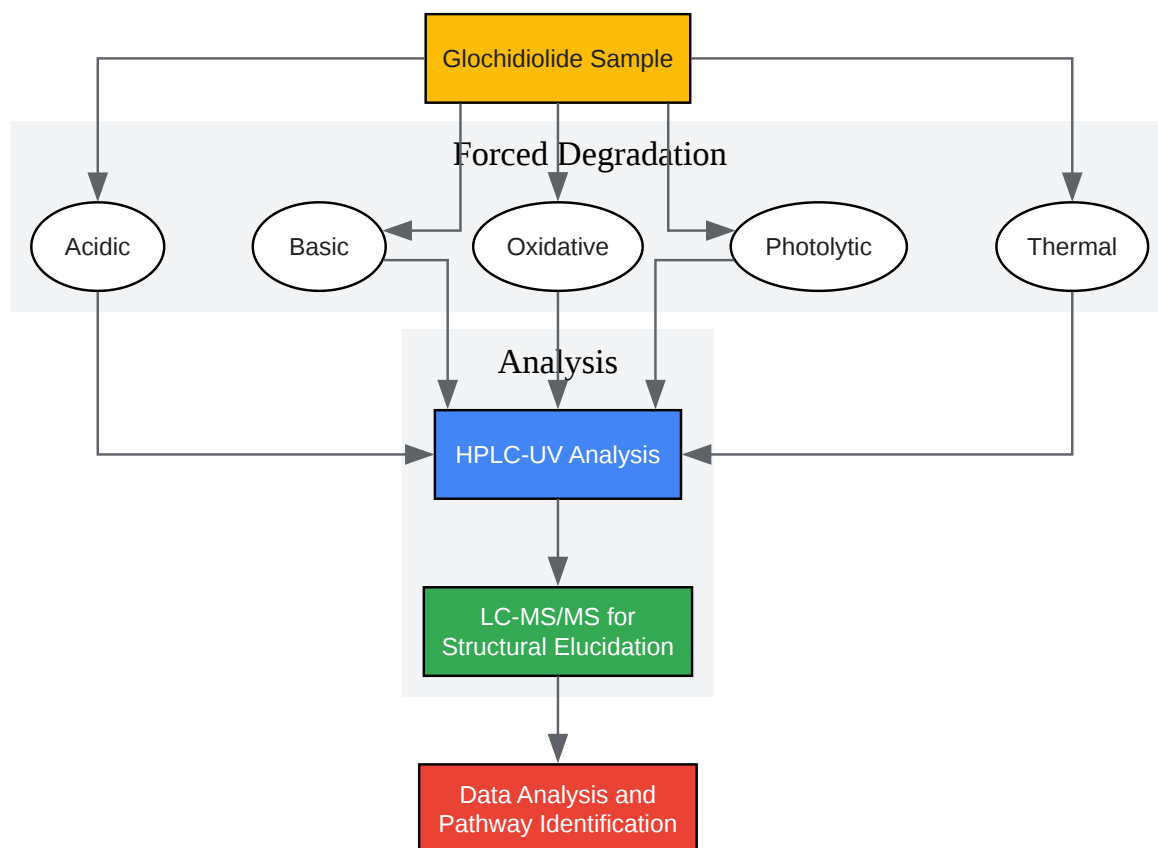 Glochidiolide Sample
Forced Degradation
Acidic
Basic
Oxidative
Photolytic
Thermal
Analysis
HPLC-UV Analysis
LC-MS/MS for
Structural Elucidation
Data Analysis and
Pathway Identification